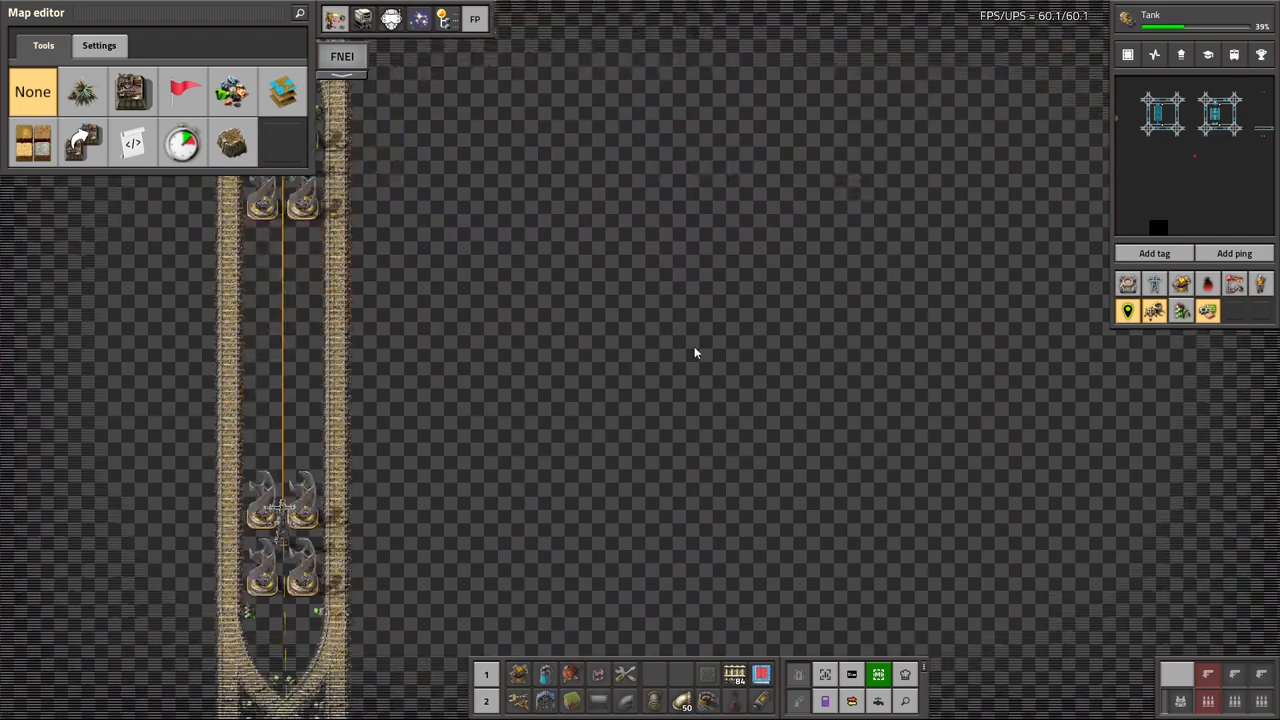 Map editor
Tools
Settings
None
</>
FP
FNEI
FPS/UPS = 60.1/60.1
Tank
39%
Add tag
Add ping
1
84
2
50